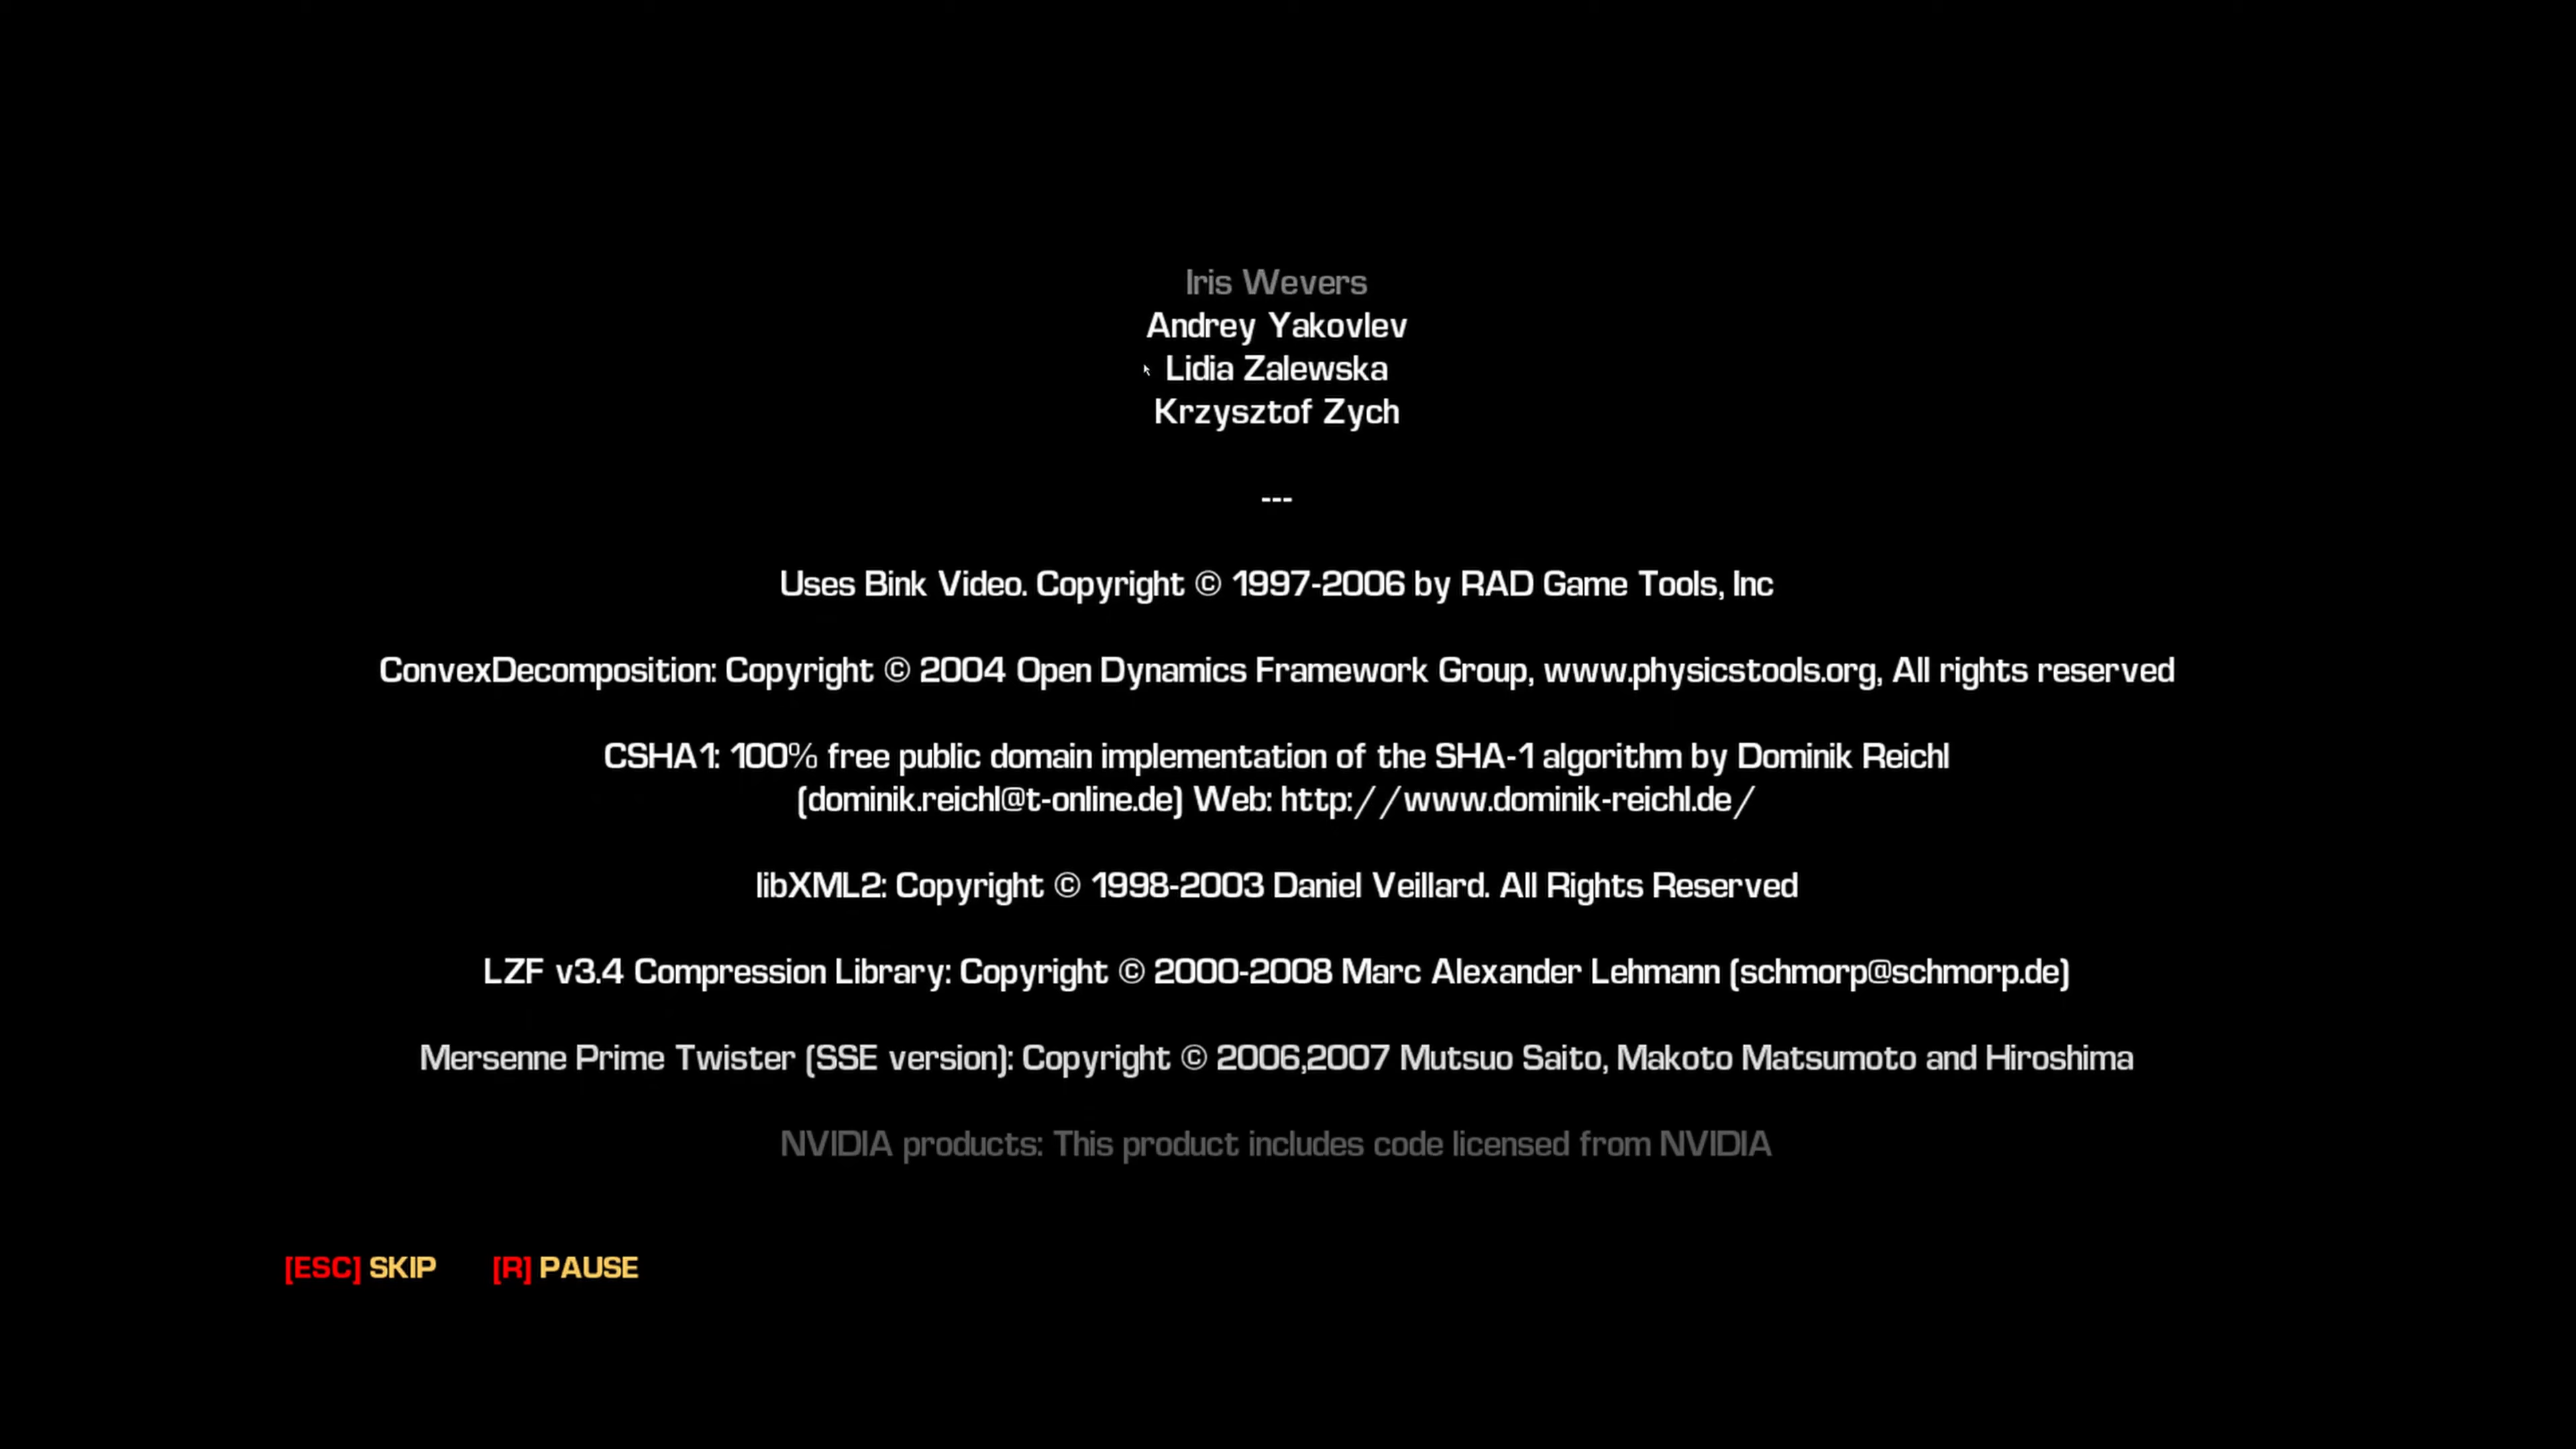 Iris Wevers
Andrey Yakovlev
Lidia Zalewska
Krzysztof Zych
---
Uses Bink Video. Copyright © 1997-2006 by RAD Game Tools, Inc
ConvexDecomposition: Copyright © 2004 Open Dynamics Framework Group, www.physicstools.org, All rights reserved
CSHA1: 100% free public domain implementation of the SHA-1 algorithm by Dominik Reichl
(dominik.reichl@t-online.de) Web: http://www.dominik-reichl.de/
libXML2: Copyright © 1998-2003 Daniel Veillard. All Rights Reserved
LZF v3.4 Compression Library: Copyright © 2000-2008 Marc Alexander Lehmann (schmorp@schmorp.de)
Mersenne Prime Twister (SSE version): Copyright © 2006,2007 Mutsuo Saito, Makoto Matsumoto and Hiroshima
NVIDIA products: This product includes code licensed from NVIDIA
[ESC] SKIP [R] PAUSE